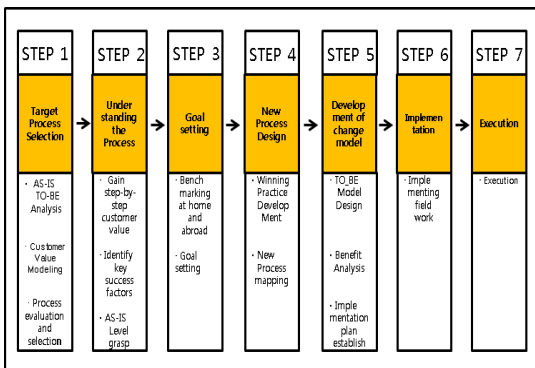 STEP 1
STEP 2
STEP 3
STEP 4
STEP 5
STEP 6
STEP 7
Target
Process
Selection
Under
standing
the
Process
Goal
setting
New
Process
Design
Develop
ment of
change
model
Implemen
tation
Execution
· AS-IS
TO-BE
Analysis
· Customer
Value
Modeling
· Process
evaluation
and
selection
· Gain
step-by-
step
customer
value
· Identify
key
success
factors
· AS-IS
Level
grasp
· Bench
marking
at home
and
abroad
· Goal
setting
· Winning
Practice
Develop
Ment
· New
Process
mapping
· TO_BE
Model
Design
· Benefit
Analysis
· Imple
mentation
plan
establish
· Imple
menting
field
work
· Execution